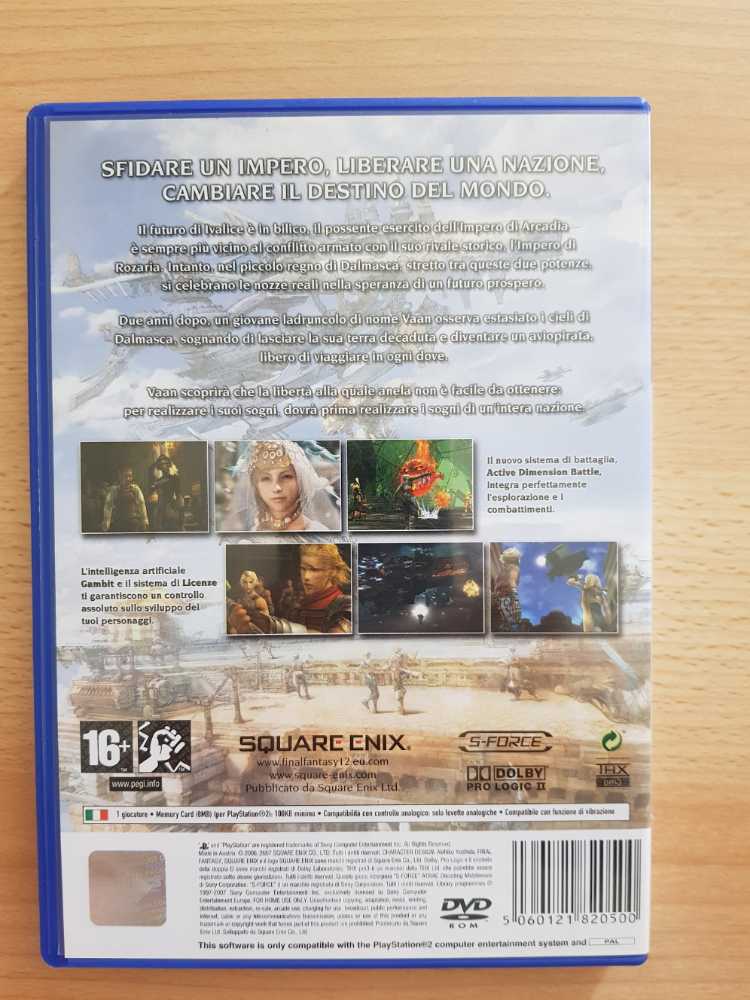 SFIDARE UN IMPERO, LIBERARE UNA NAZIONE,
CAMBIARE IL DESTINO DEL MONDO.
Il futuro di Ivalice è in bilico. Il possente esercito dell'Impero di Arcadia
è sempre più vicino al conflitto armato con il suo rivale storico, l'Impero di
Rozaria. Intanto, nel piccolo regno di Dalmasca, stretto tra queste due potenze,
si celebrano le nozze reali nella speranza di un futuro prospero.
Due anni dopo, un giovane ladruncolo di nome Vaan osserva estasiato i cieli di
Dalmasca, sognando di lasciare la sua terra decaduta e diventare un aviopirata,
libero di viaggiare in ogni dove.
Vaan scoprirà che la libertà alla quale anela non è facile da ottenere:
per realizzare i suoi sogni, dovrà prima realizzare i sogni di un'intera nazione.
Il nuovo sistema di battaglia,
Active Dimension Battle,
integra perfettamente
l'esplorazione e i
combattimenti.
L'intelligenza artificiale
Gambit e il sistema di Licenze
ti garantiscono un controllo
assoluto sullo sviluppo del
tuoi personaggi.
16+
www.pegi.info
SQUARE ENIX
www.finalfantasy12-eu.com
www.square-enix.com
Pubblicato da Square Enix Ltd.
S-FORCE
DOLBY
PRO LOGIC II
THX
1 giocatore • Memory Card (8MB) (per PlayStation®2): 100KB minimo • Compatibile con controllo analogico: solo levette analogiche • Compatibile con funzione di vibrazione
DVD
ROM
5 060121 820500
This software is only compatible with the PlayStation®2 computer entertainment system and PAL